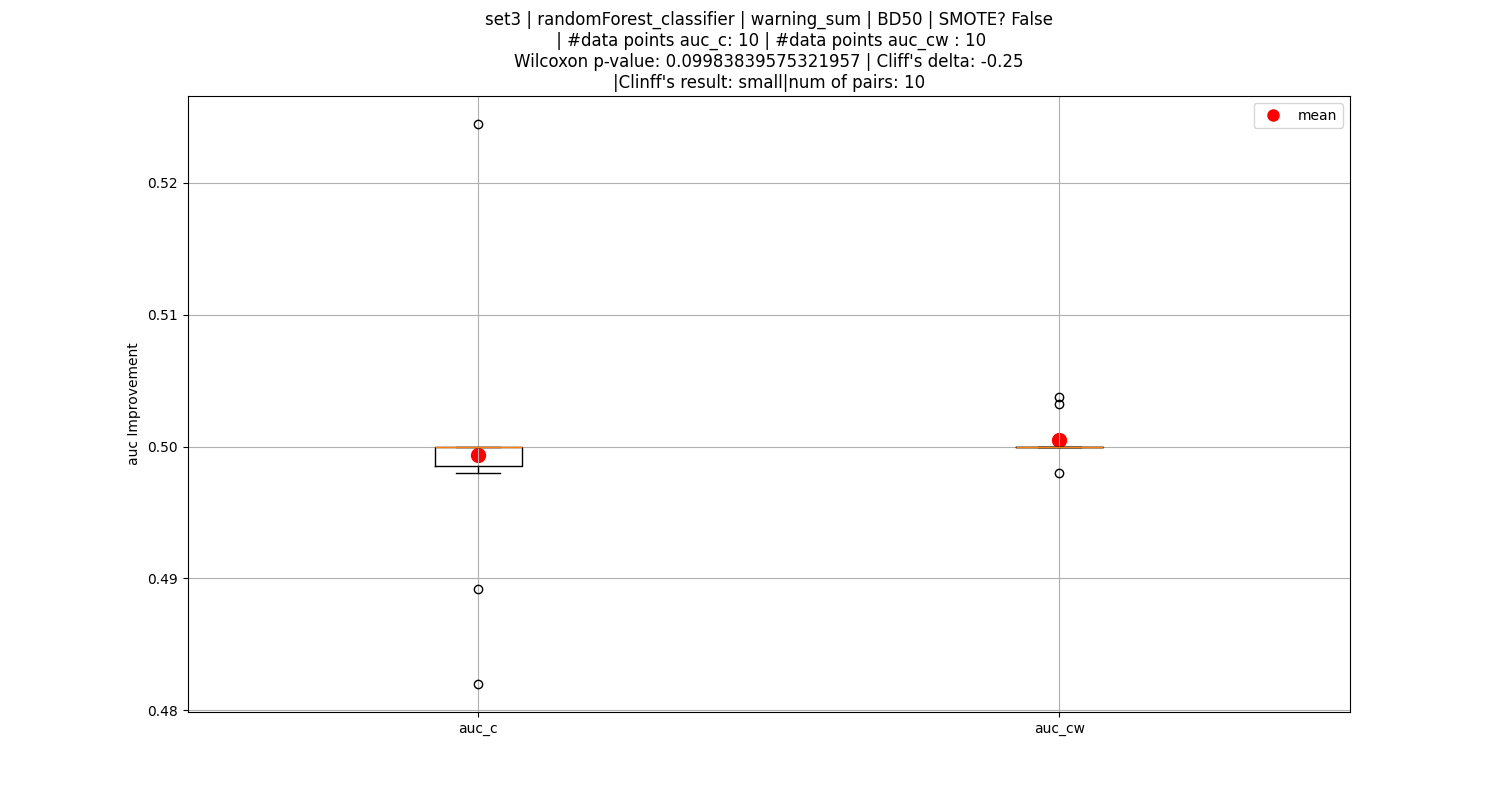 set3 | randomForest_classifier | warning_sum | BD50 | SMOTE? False
| #data points auc_c: 10 | #data points auc_cw : 10
Wilcoxon p-value: 0.09983839575321957 | Cliff's delta: -0.25
|Clinff's result: small|num of pairs: 10
mean
auc Improvement
0.52
0.51
0.50
0.49
0.48
auc_c
auc_cw